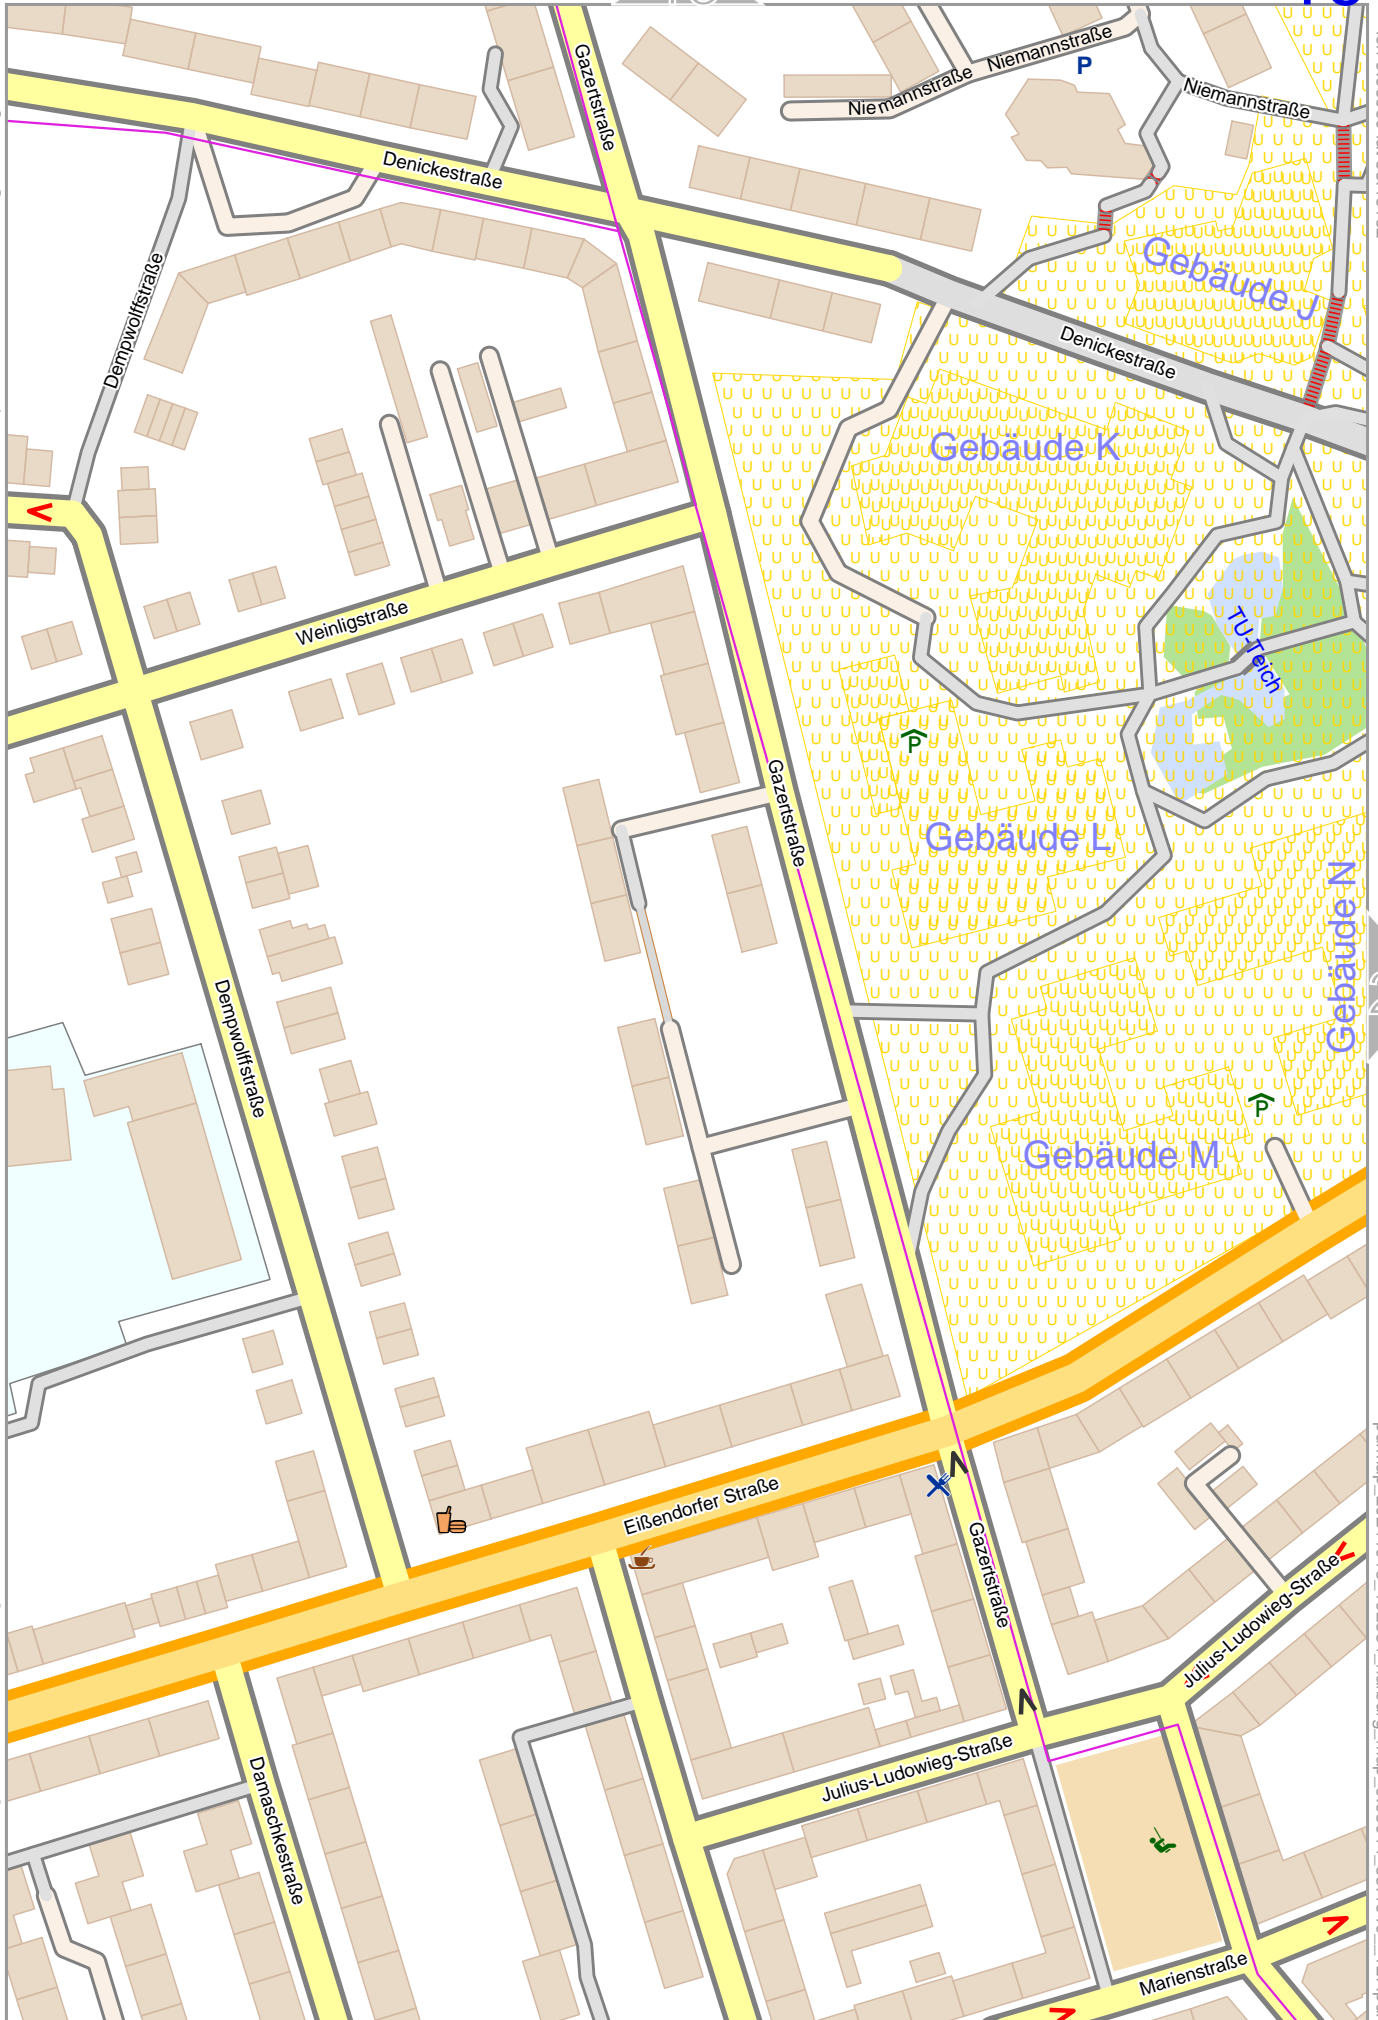 Gazertstraße
Niemannstraße
Niemannstraße
P
Niemannstraße
Denickestraße
Gebäude J
Dempwolffstraße
Denickestraße
Gebäude K
Weinligstraße
TU-Teich
P
Gazertstraße
Gebäude L
Gebäude N
Dempwolffstraße
P
Gebäude M
Eißendorfer Straße
Gazertstraße
Julius-Ludowieg-Straße
Julius-Ludowieg-Straße
Damaschkestraße
Marienstraße